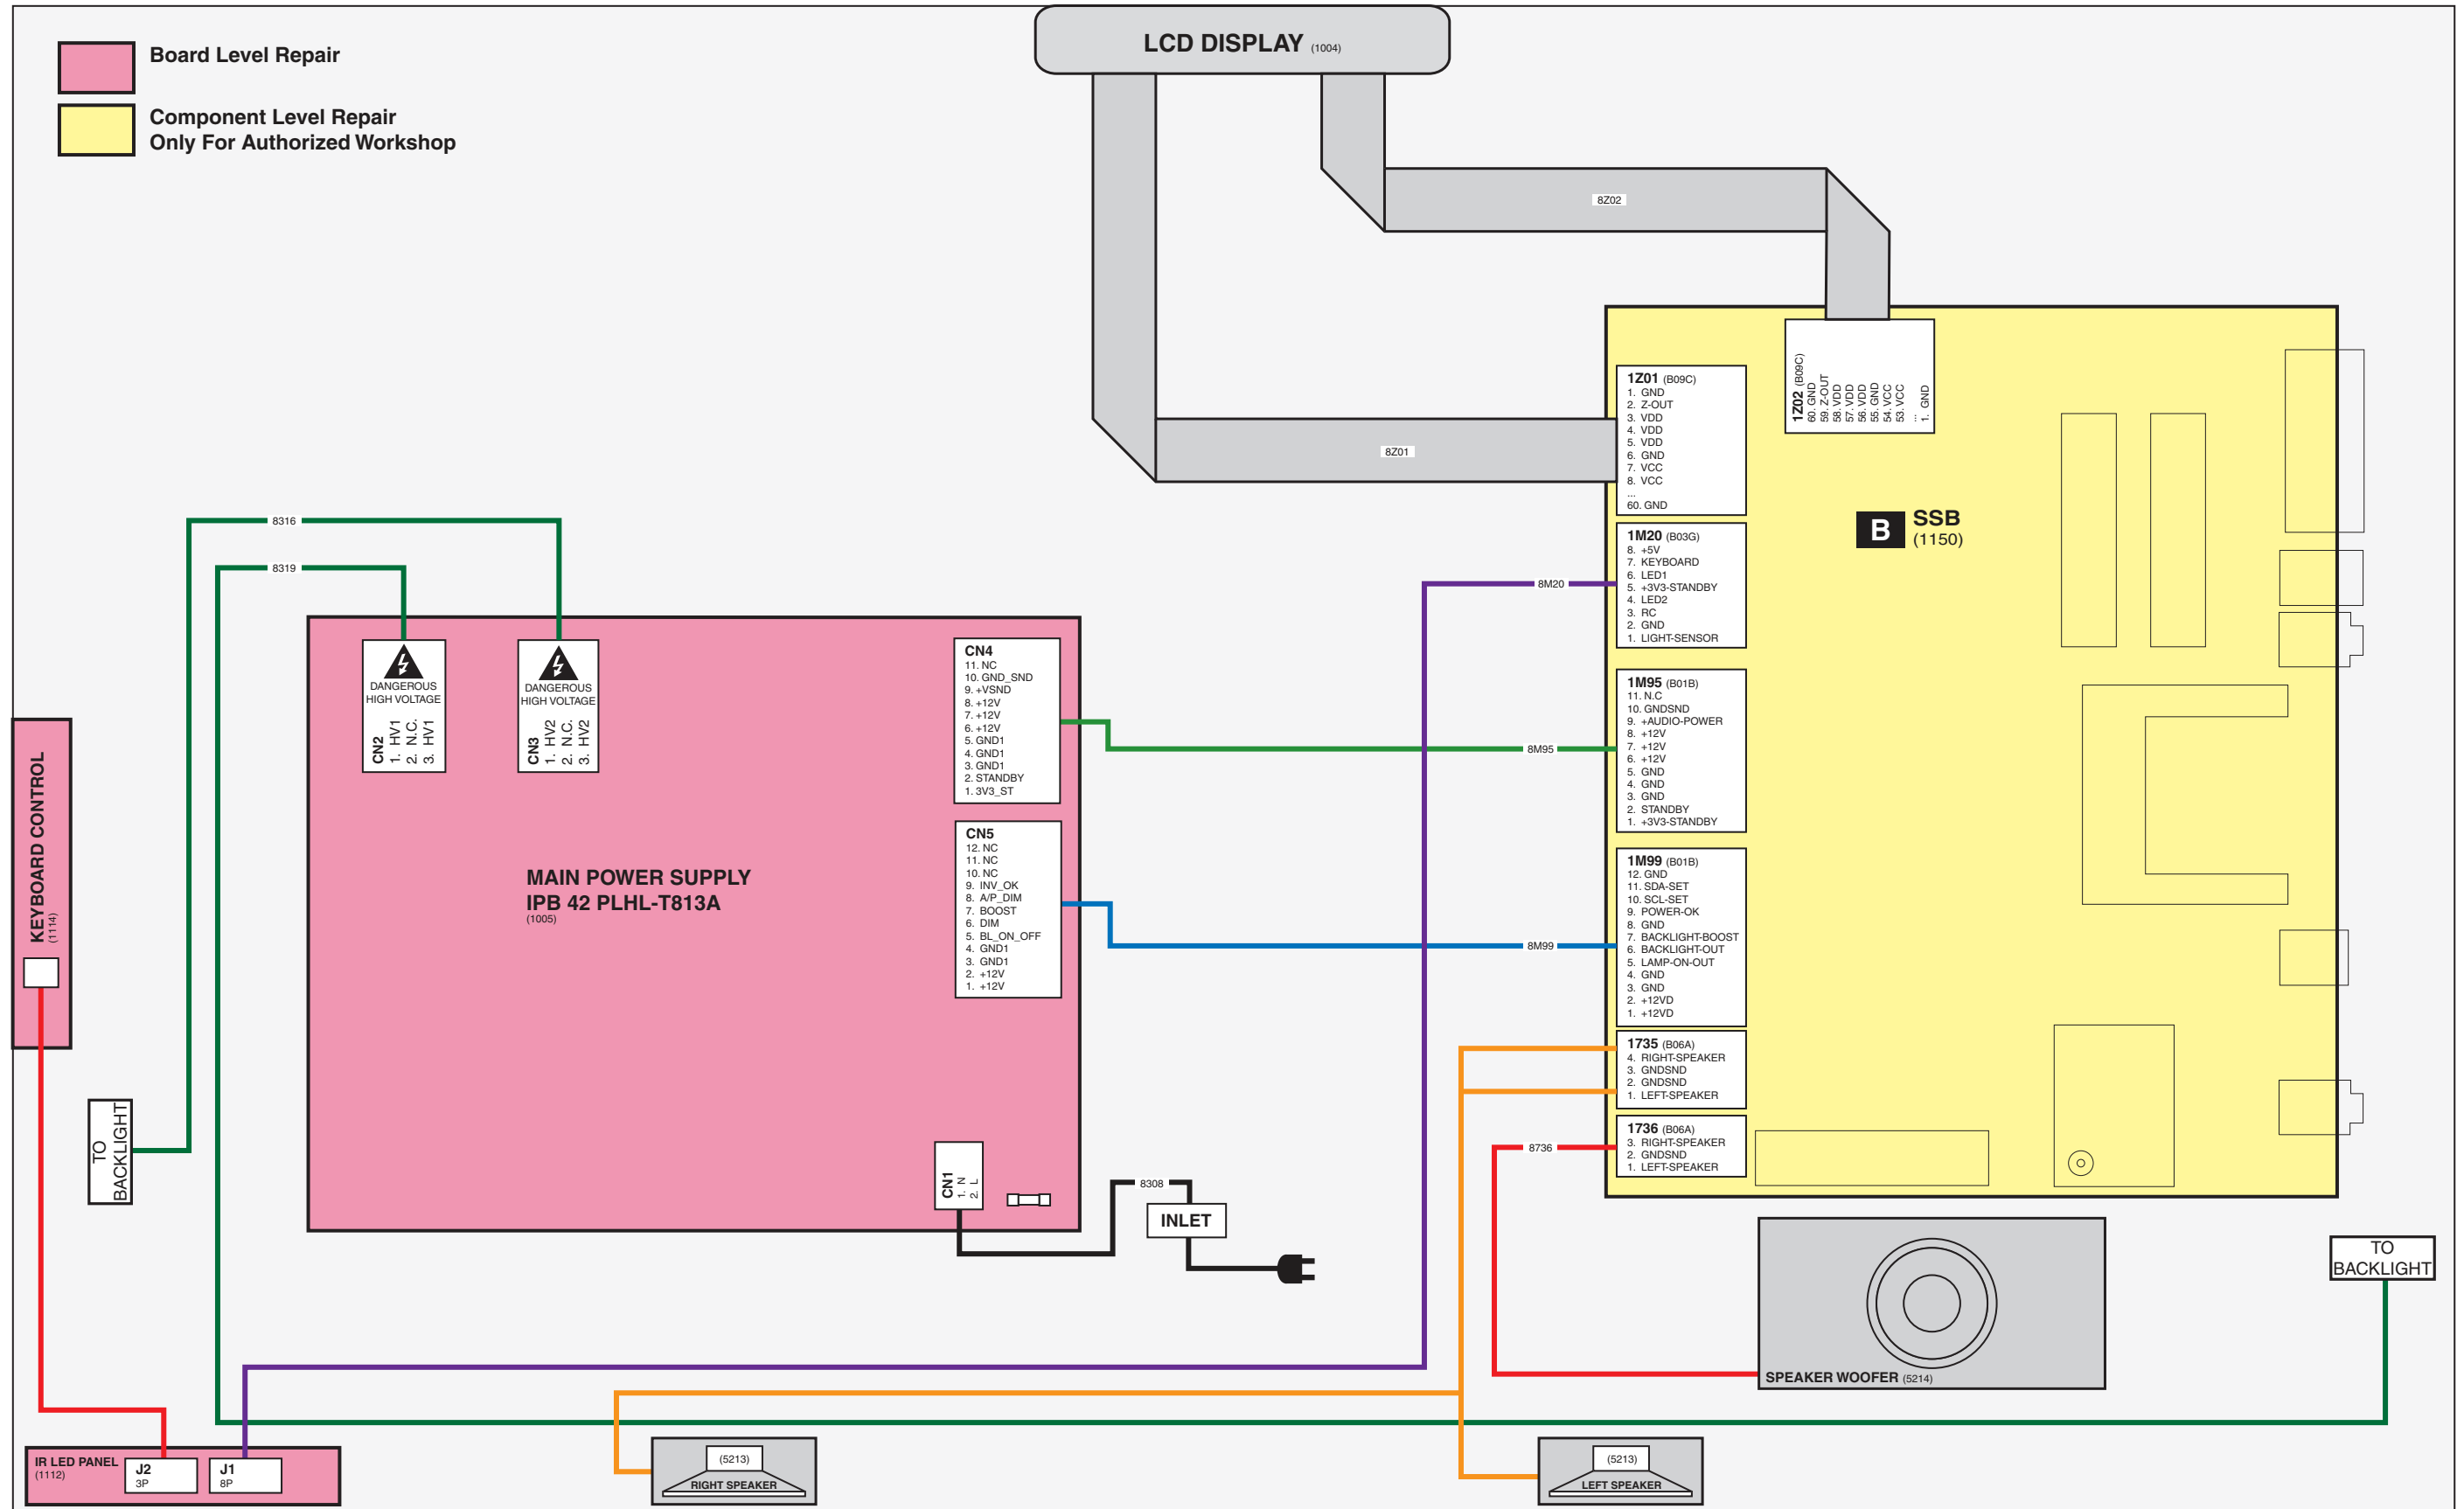 LCD DISPLAY (1004)
Board Level Repair
Component Level Repair
Only For Authorized Workshop
8Z02
8Z01
1Z02 (B09C)
60. GND
59. Z-OUT
58. VDD
57. VDD
56. VDD
55. GND
54. VCC
53. VCC
...
1. GND
1Z01 (B09C)
1. GND
2. Z-OUT
3. VDD
4. VDD
5. VDD
6. GND
7. VCC
8. VCC
...
60. GND
B SSB
(1150)
1M20 (B03G)
8. +5V
7. KEYBOARD
6. LED1
5. +3V3-STANDBY
4. LED2
3. RC
2. GND
1. LIGHT-SENSOR
8M20
1M95 (B01B)
11. N.C
10. GNDSND
9. +AUDIO-POWER
8. +12V
7. +12V
6. +12V
5. GND
4. GND
3. GND
2. STANDBY
1. +3V3-STANDBY
8M95
1M99 (B01B)
12. GND
11. SDA-SET
10. SCL-SET
9. POWER-OK
8. GND
7. BACKLIGHT-BOOST
6. BACKLIGHT-OUT
5. LAMP-ON-OUT
4. GND
3. GND
2. +12VD
1. +12VD
8M99
1735 (B06A)
4. RIGHT-SPEAKER
3. GNDSND
2. GNDSND
1. LEFT-SPEAKER
1736 (B06A)
3. RIGHT-SPEAKER
2. GNDSND
1. LEFT-SPEAKER
8736
8316
8319
DANGEROUS
HIGH VOLTAGE
CN2
1. HV1
2. N.C.
3. HV1
DANGEROUS
HIGH VOLTAGE
CN3
1. HV2
2. N.C.
3. HV2
CN4
11. NC
10. GND_SND
9. +VSND
8. +12V
7. +12V
6. +12V
5. GND1
4. GND1
3. GND1
2. STANDBY
1. 3V3_ST
CN5
12. NC
11. NC
10. NC
9. INV_OK
8. A/P_DIM
7. BOOST
6. DIM
5. BL_ON_OFF
4. GND1
3. GND1
2. +12V
1. +12V
MAIN POWER SUPPLY
IPB 42 PLHL-T813A
(1005)
CN1
1. N
2. L
8308
INLET
KEYBOARD CONTROL
(1114)
TO
BACKLIGHT
TO
BACKLIGHT
SPEAKER WOOFER (5214)
IR LED PANEL
(1112)
J2
3P
J1
8P
(5213)
RIGHT SPEAKER
(5213)
LEFT SPEAKER